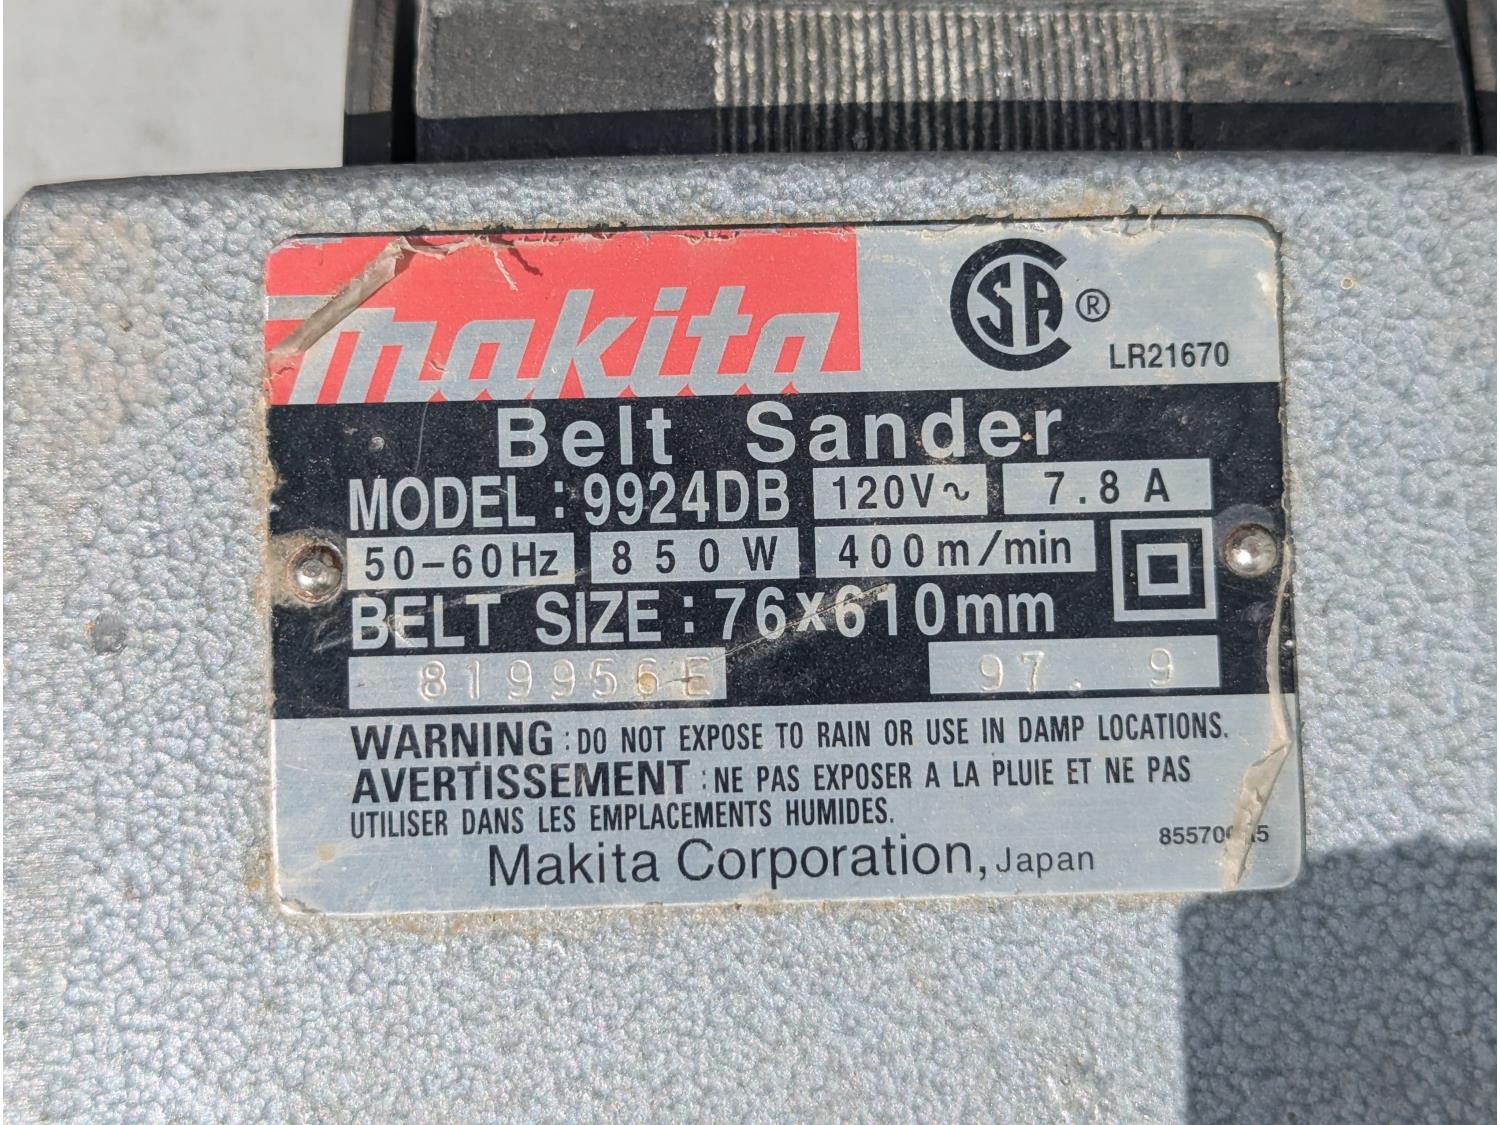 makita
CSA ® LR21670
Belt Sander
MODEL : 9924DB 120V~ 7.8 A
50-60Hz 850W 400m/min
BELT SIZE : 76x610mm
819956E 97. 9
WARNING : DO NOT EXPOSE TO RAIN OR USE IN DAMP LOCATIONS.
AVERTISSEMENT : NE PAS EXPOSER A LA PLUIE ET NE PAS
UTILISER DANS LES EMPLACEMENTS HUMIDES.
Makita Corporation, Japan